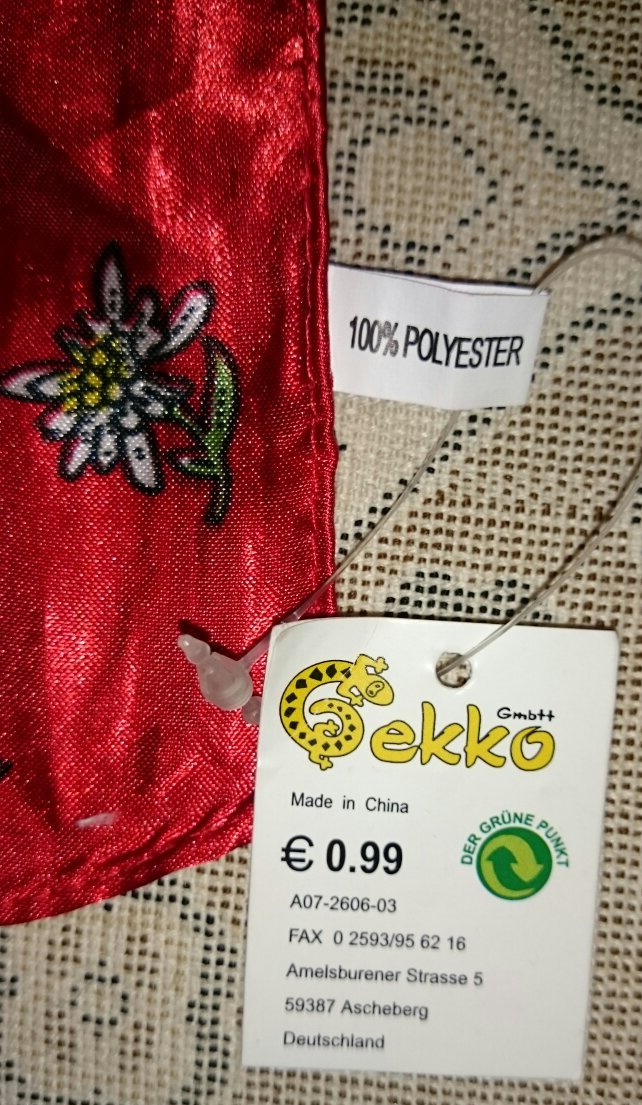 100% POLYESTER
Gekko GmbH
Made in China
€ 0.99
DER GRÜNE PUNKT
A07-2606-03
FAX 0 2593/95 62 16
Amelsburener Strasse 5
59387 Ascheberg
Deutschland